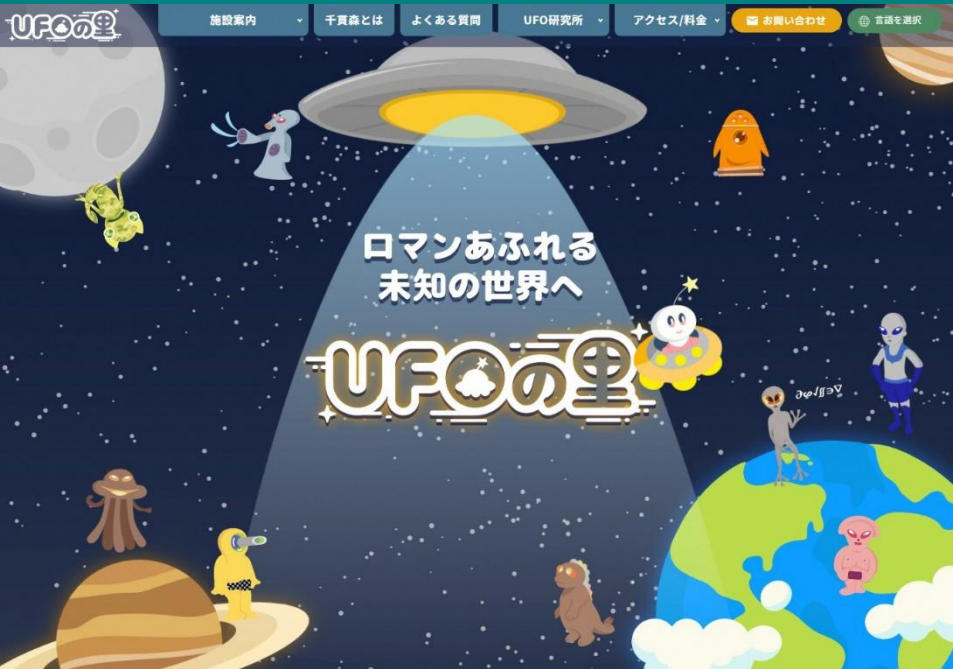 UFOの里
施設案内
千貫森とは
よくある質問
UFO研究所
アクセス/料金
お問い合わせ
言語を選択
ロマンあふれる
未知の世界へ
UFOの里